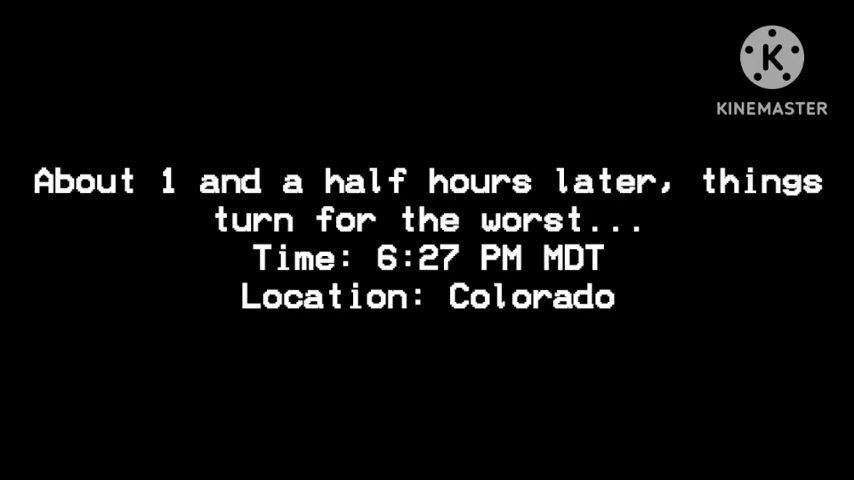 K
KINEMASTER
About 1 and a half hours later, things
turn for the worst...
Time: 6:27 PM MDT
Location: Colorado